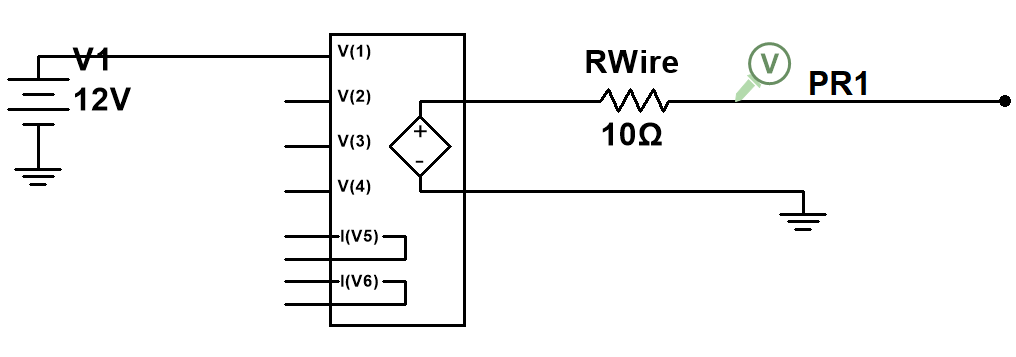 V1
12V
V(1)
V(2)
V(3)
V(4)
I(V5)
I(V6)
+
-
RWire
10Ω
V
PR1